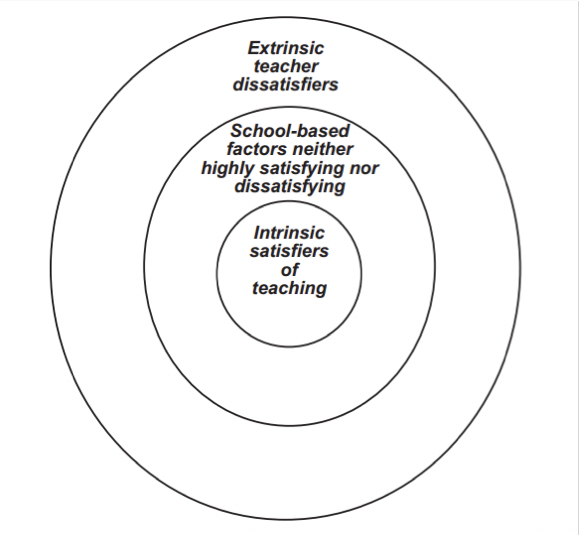 Extrinsic
teacher
dissatisfiers
School-based
factors neither
highly satisfying nor
dissatisfying
Intrinsic
satisfiers
of
teaching